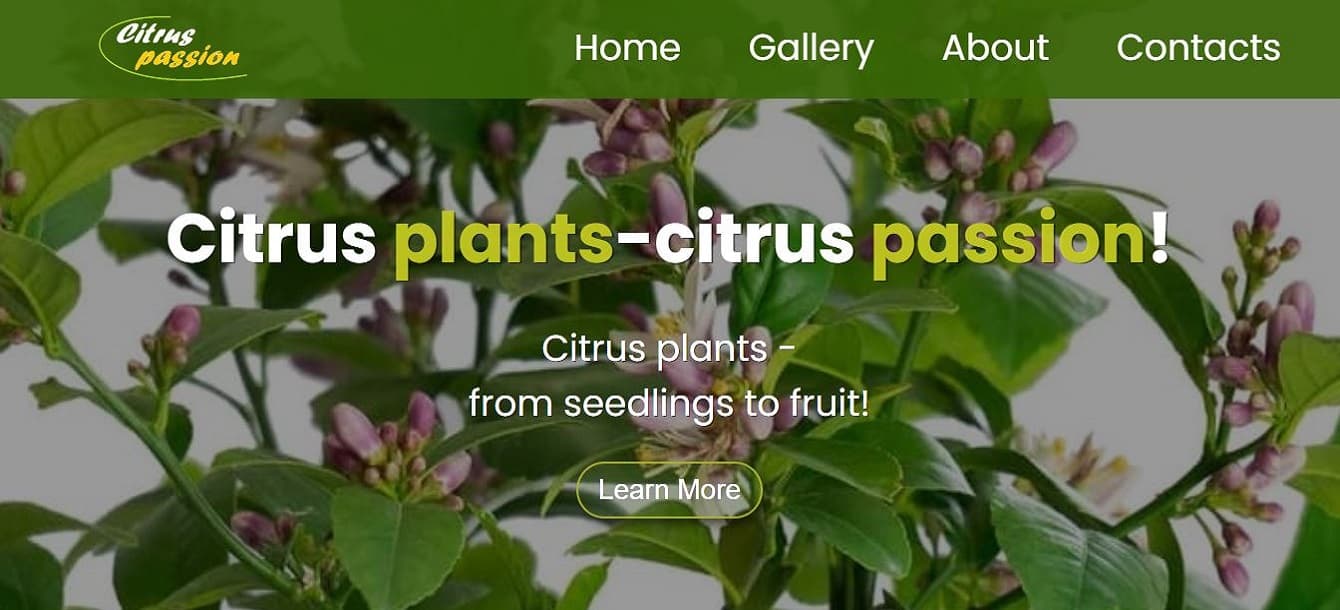 Citrus
passion
Home Gallery About Contacts
Citrus plants-citrus passion!
Citrus plants -
from seedlings to fruit!
Learn More